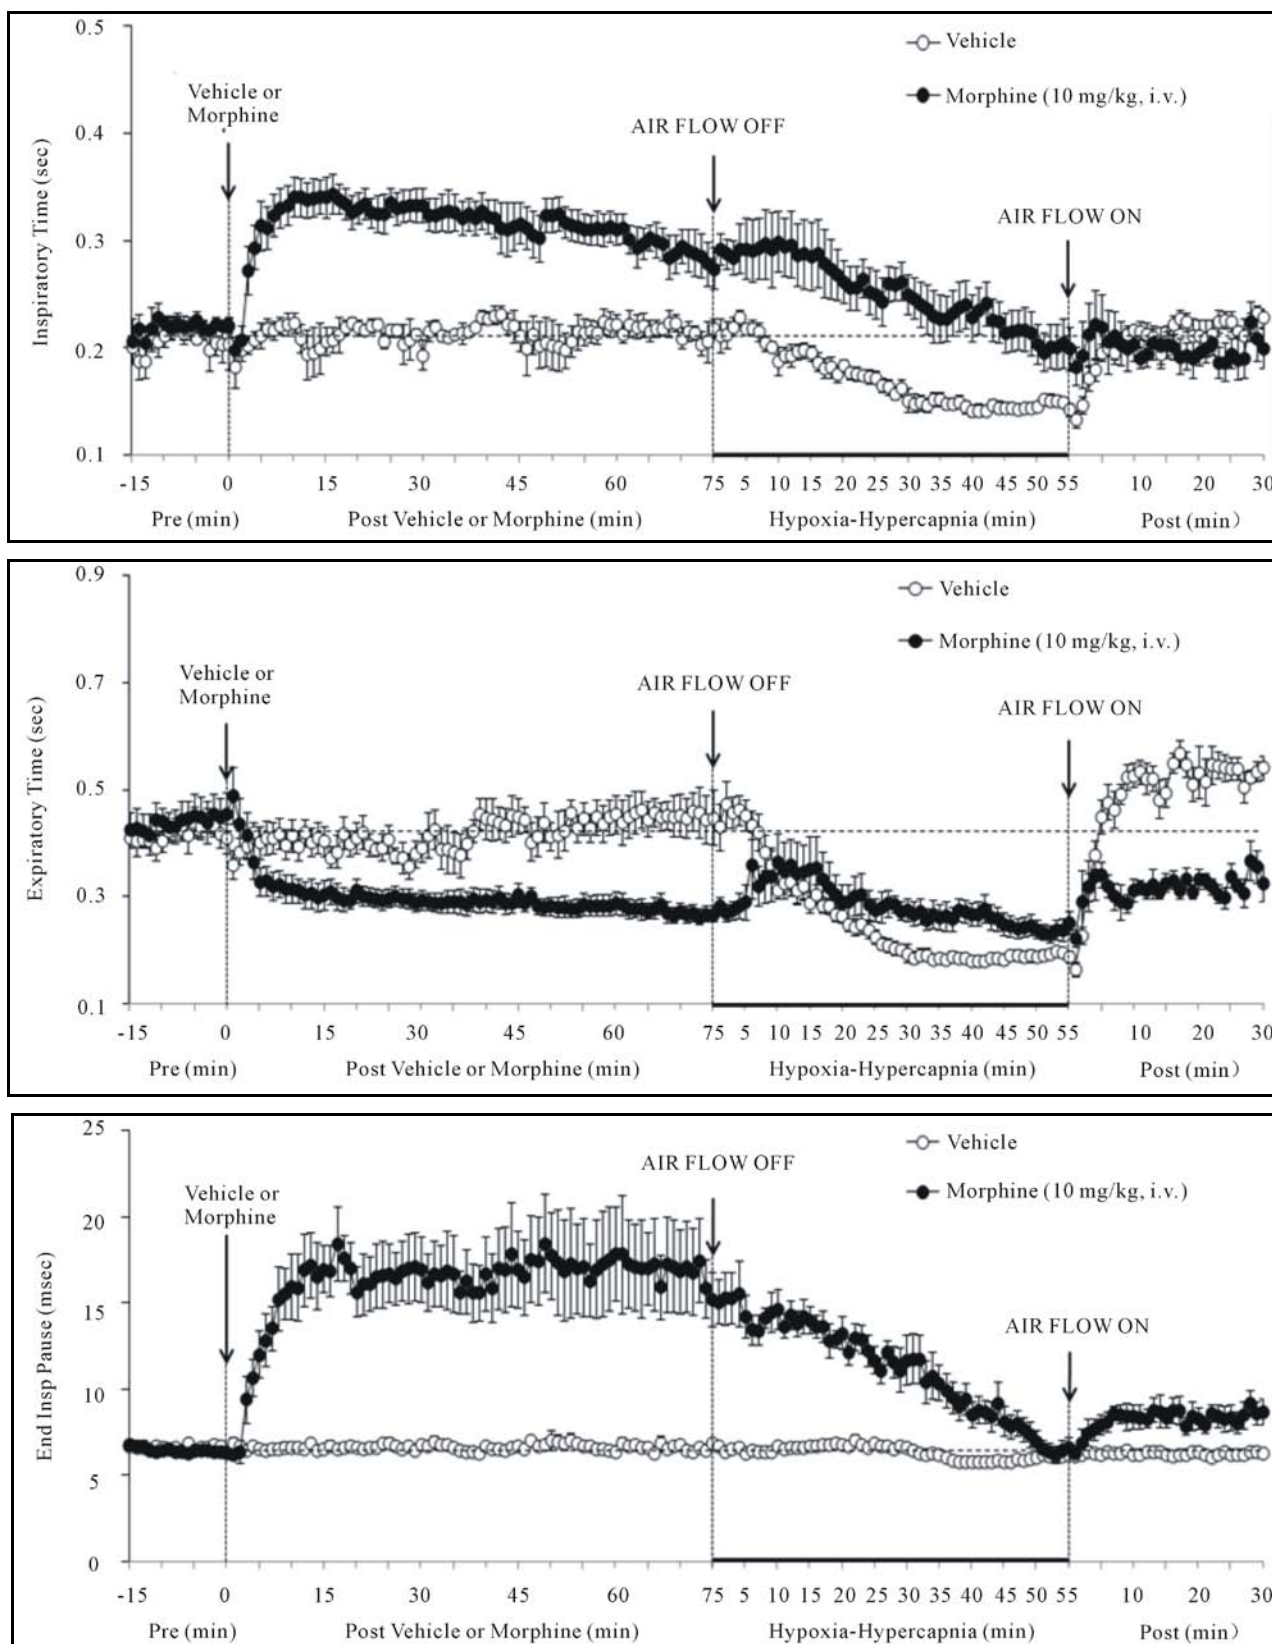 0.5
Vehicle
Vehicle or
Morphine
Morphine (10 mg/kg, i.v.)
AIR FLOW OFF
0.4
Inspiratory Time (sec)
0.3
AIR FLOW ON
0.2
0.1
-15 0 15 30 45 60 75 5 10 15 20 25 30 35 40 45 50 55 10 20 30
Pre (min) Post Vehicle or Morphine (min) Hypoxia-Hypercapnia (min) Post (min)
0.9
Vehicle
Morphine (10 mg/kg, i.v.)
0.7
Vehicle or
Morphine
AIR FLOW OFF
AIR FLOW ON
Expiratory Time (sec)
0.5
0.3
0.1
-15 0 15 30 45 60 75 5 10 15 20 25 30 35 40 45 50 55 10 20 30
Pre (min) Post Vehicle or Morphine (min) Hypoxia-Hypercapnia (min) Post (min)
25
Vehicle
AIR FLOW OFF
Vehicle or
Morphine
Morphine (10 mg/kg, i.v.)
20
End Insp Pause (msec)
15
AIR FLOW ON
10
5
0
-15 0 15 30 45 60 75 5 10 15 20 25 30 35 40 45 50 55 10 20 30
Pre (min) Post Vehicle or Morphine (min) Hypoxia-Hypercapnia (min) Post (min)